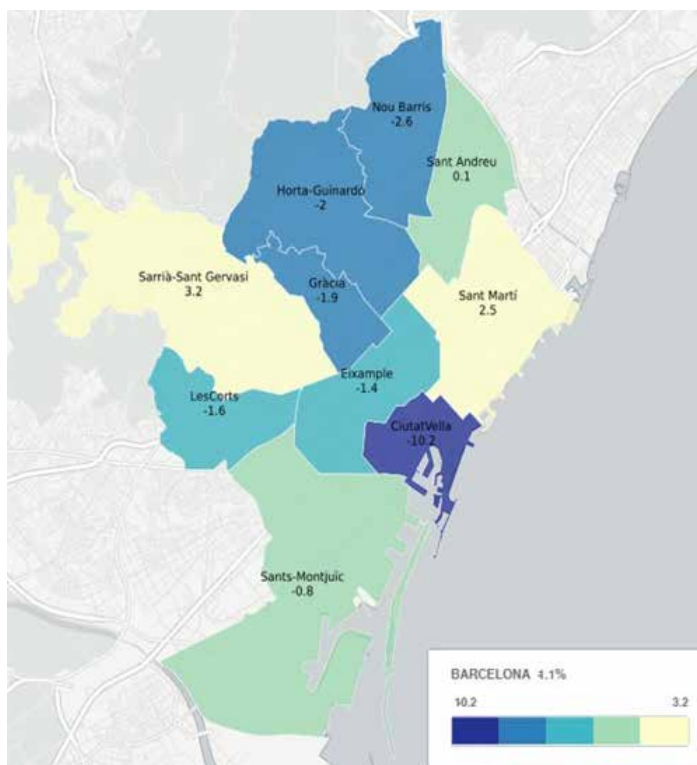 Nou Barris
-2.6
Sant Andreu
0.1
Horta-Guinardó
-2
Sarrià-Sant Gervasi
3.2
Gràcia
-1.9
Sant Martí
2.5
Eixample
-1.4
LesCorts
-1.6
CiutatVella
-10.2
Sants-Montjuïc
-0.8
BARCELONA 4.1%
10.2 3.2